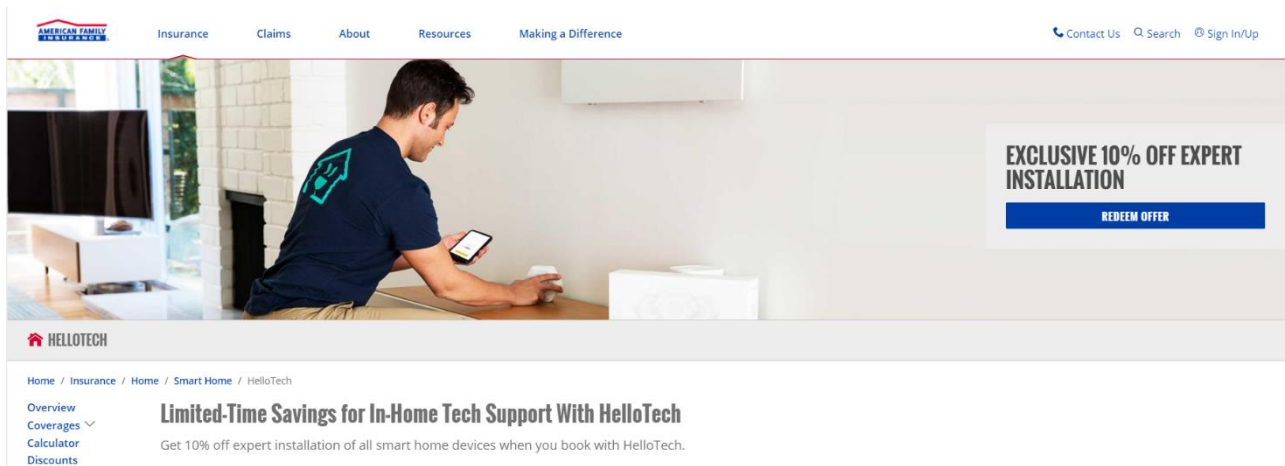 AMERICAN FAMILY
INSURANCE
Insurance Claims About Resources Making a Difference Contact Us Search Sign In/Up
EXCLUSIVE 10% OFF EXPERT
INSTALLATION
REDEEM OFFER
HELLOTECH
Home / Insurance / Home / Smart Home / HelloTech
Overview
Coverages
Calculator
Discounts
Limited-Time Savings for In-Home Tech Support With HelloTech
Get 10% off expert installation of all smart home devices when you book with HelloTech.